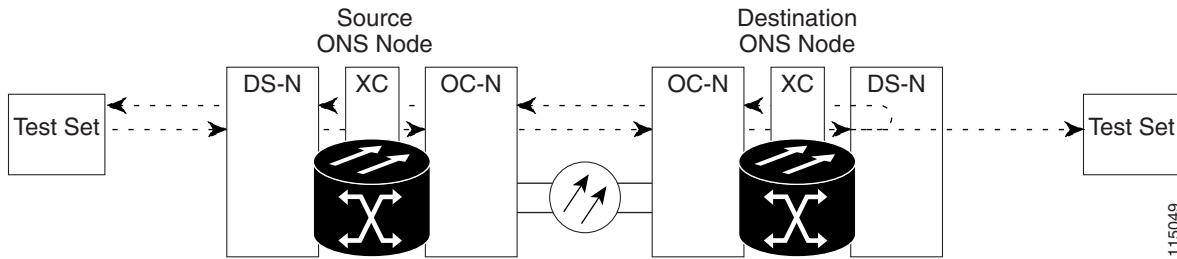 Source
ONS Node
Destination
ONS Node
DS-N
XC
OC-N
OC-N
XC
DS-N
Test Set
Test Set
115049